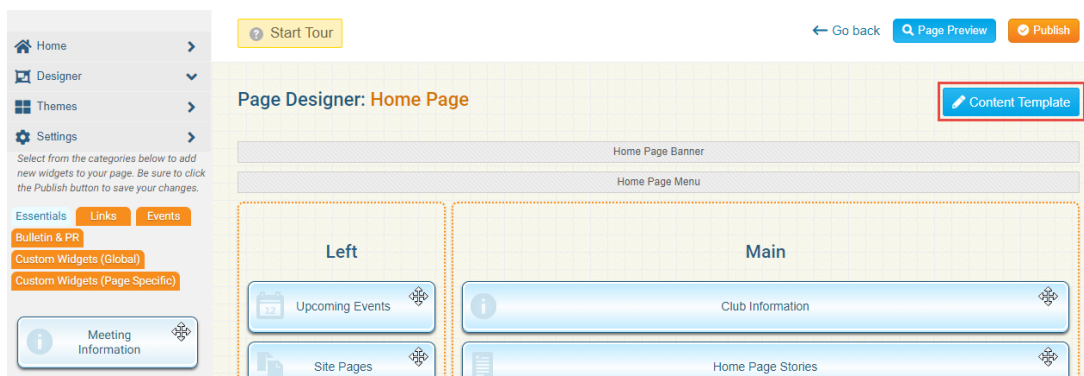 Home
Designer
Themes
Settings
Select from the categories below to add
new widgets to your page. Be sure to click
the Publish button to save your changes.
Essentials
Links
Events
Bulletin & PR
Custom Widgets (Global)
Custom Widgets (Page Specific)
Meeting
Information
? Start Tour
← Go back
Page Preview
Publish
Page Designer: Home Page
Content Template
Home Page Banner
Home Page Menu
Left
12
Upcoming Events
Site Pages
Main
Club Information
Home Page Stories